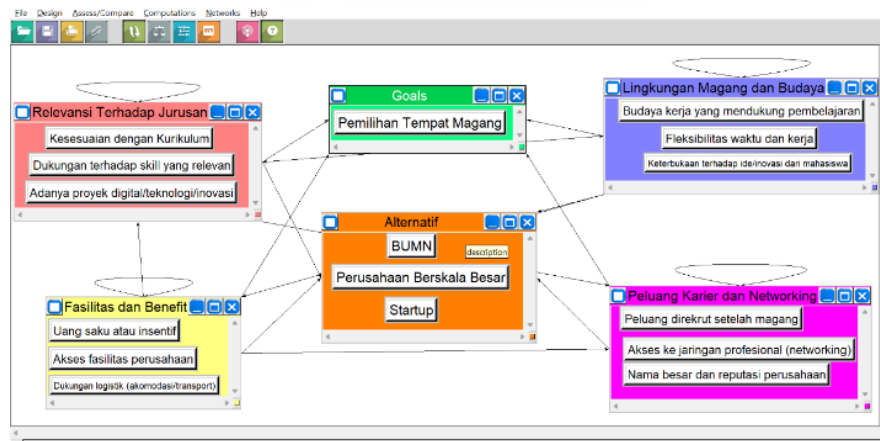 File Design Assess/Compare Computations Networks Help
Relevansi Terhadap Jurusan
Kesesuaian dengan Kurikulum
Dukungan terhadap skill yang relevan
Adanya proyek digital/teknologi/inovasi
Goals
Pemilihan Tempat Magang
Lingkungan Magang dan Budaya
Budaya kerja yang mendukung pembelajaran
Fleksibilitas waktu dan kerja
Keterbukaan terhadap ide/inovasi dari mahasiswa
Alternatif
BUMN
description
Perusahaan Berskala Besar
Startup
Fasilitas dan Benefit
Uang saku atau insentif
Akses fasilitas perusahaan
Dukungan logistik (akomodasi/transport)
Peluang Karier dan Networking
Peluang direkrut setelah magang
Akses ke jaringan profesional (networking)
Nama besar dan reputasi perusahaan